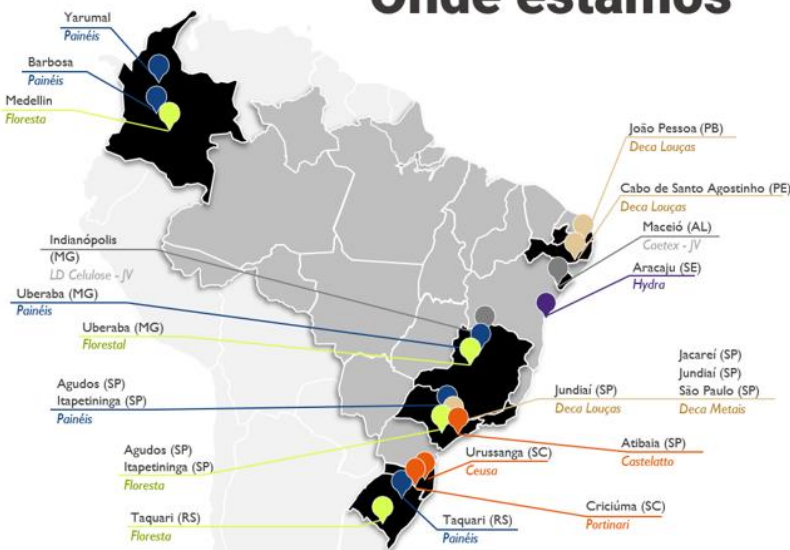 Onde estamos
Yarumal
Painéis
Barbosa
Painéis
Medellin
Floresta
João Pessoa (PB)
Deca Louças
Cabo de Santo Agostinho (PE)
Deca Louças
Maceió (AL)
Caetex - JV
Aracaju (SE)
Hydra
Indianópolis
(MG)
LD Celulose - JV
Uberaba (MG)
Painéis
Uberaba (MG)
Florestal
Agudos (SP)
Itapetininga (SP)
Painéis
Jundiaí (SP)
Deca Louças
Jacareí (SP)
Jundiaí (SP)
São Paulo (SP)
Deca Metais
Agudos (SP)
Itapetininga (SP)
Floresta
Urussanga (SC)
Ceusa
Atibaia (SP)
Castelatto
Taquari (RS)
Floresta
Taquari (RS)
Painéis
Criciúma (SC)
Portinari